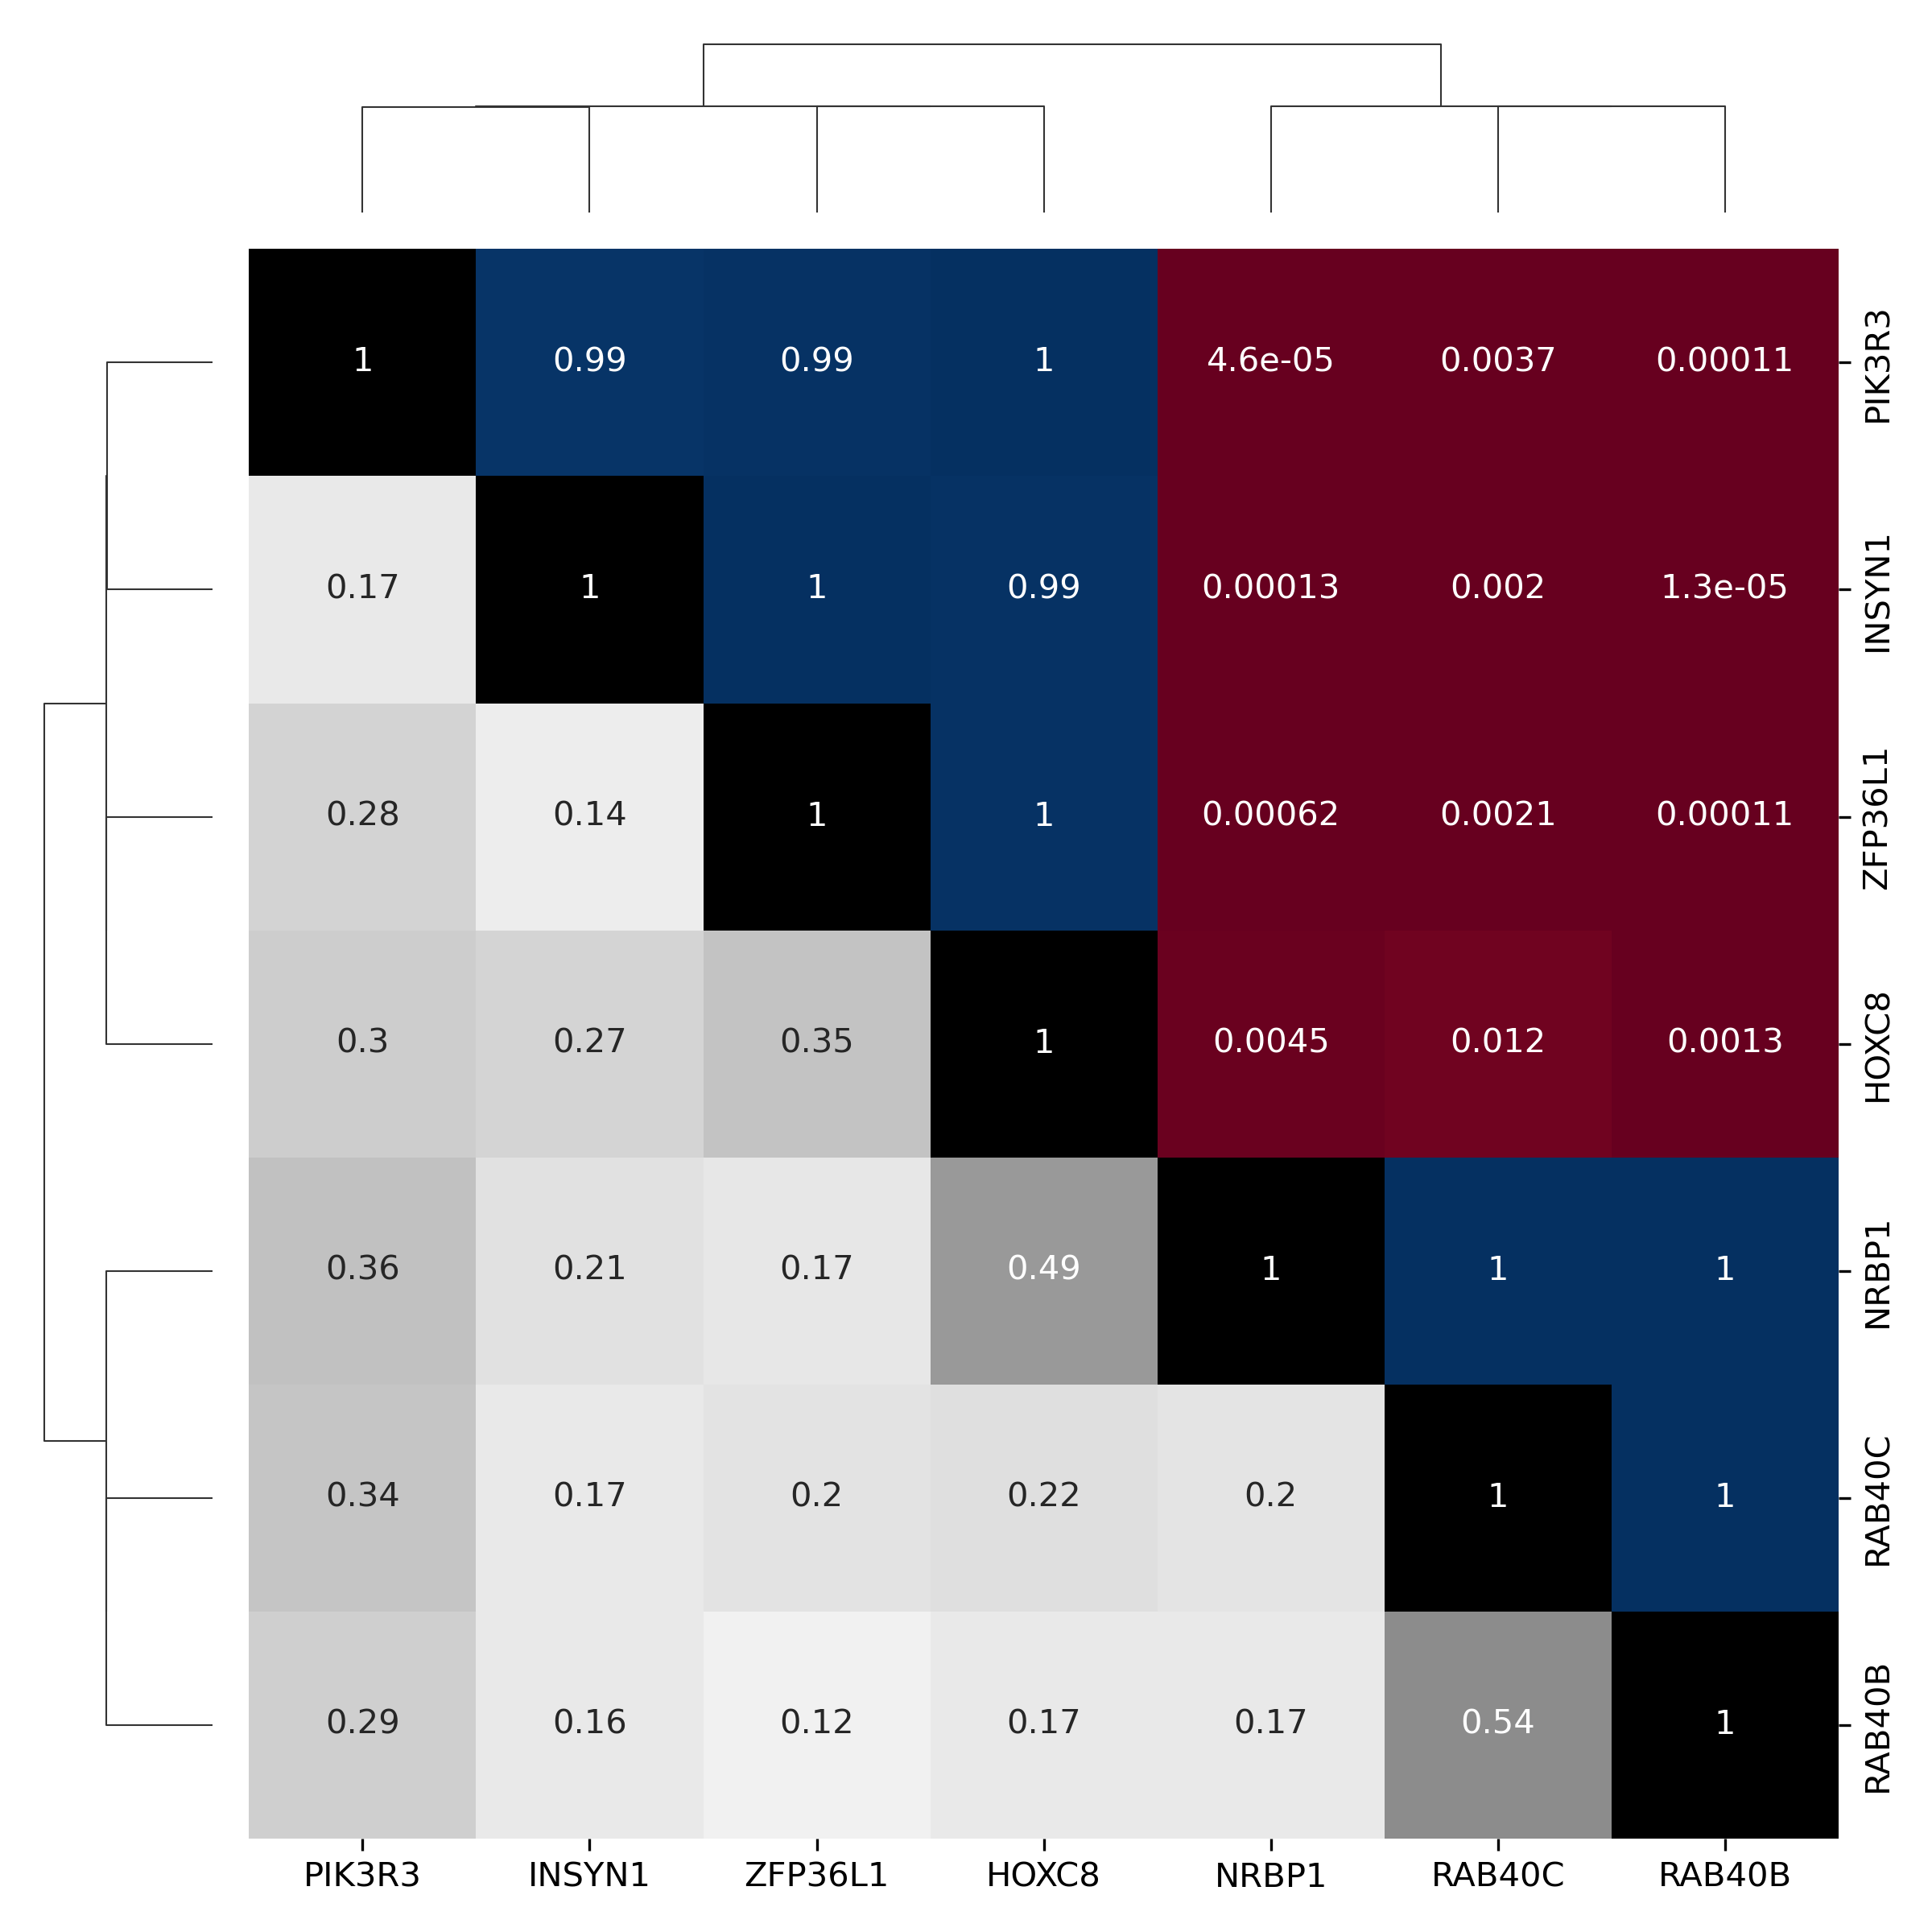 1 0.99 0.99 1 4.6e-05 0.0037 0.00011 PIK3R3
0.17 1 1 0.99 0.00013 0.002 1.3e-05 INSYN1
0.28 0.14 1 1 0.00062 0.0021 0.00011 ZFP36L1
0.3 0.27 0.35 1 0.0045 0.012 0.0013 HOXC8
0.36 0.21 0.17 0.49 1 1 1 NRBP1
0.34 0.17 0.2 0.22 0.2 1 1 RAB40C
0.29 0.16 0.12 0.17 0.17 0.54 1 RAB40B
PIK3R3 INSYN1 ZFP36L1 HOXC8 NRBP1 RAB40C RAB40B